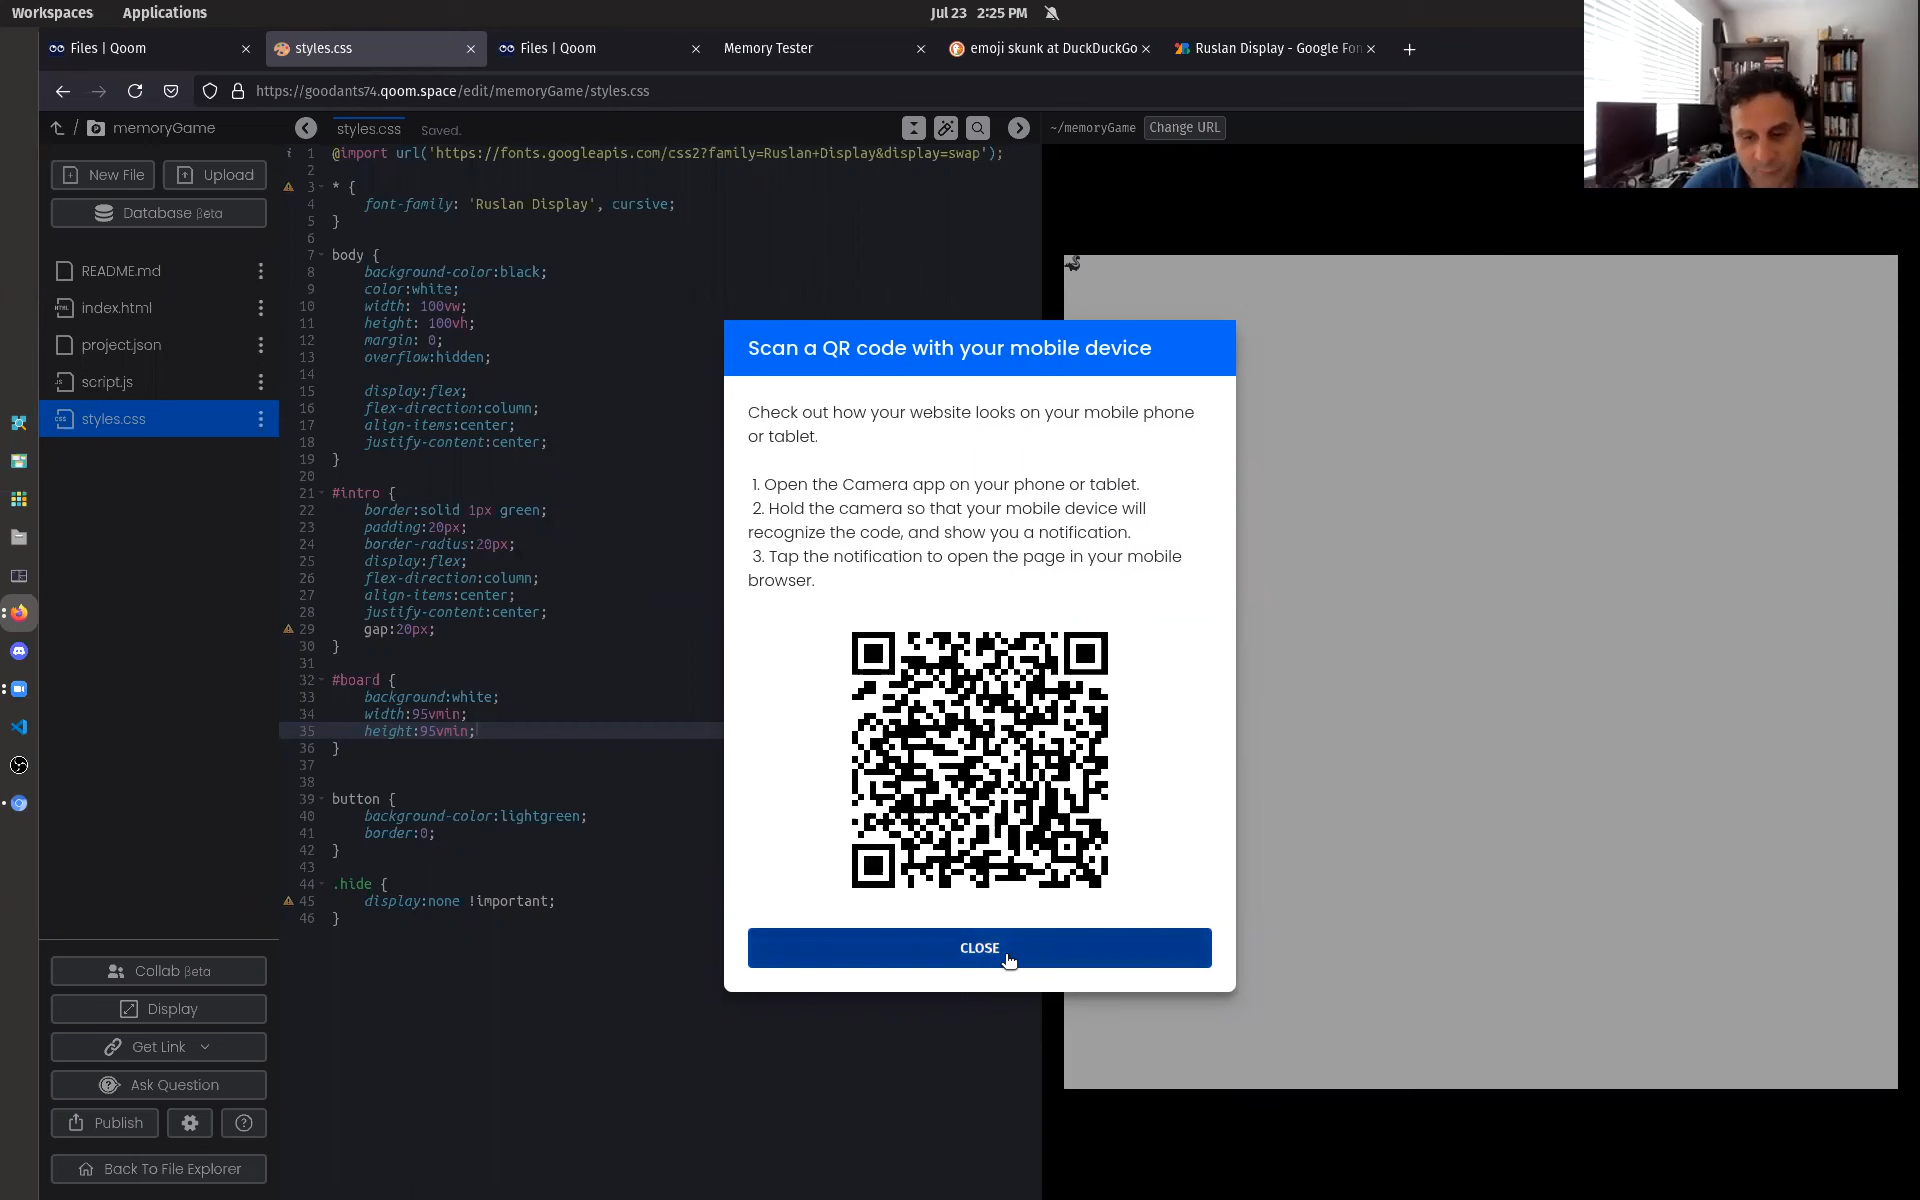 Workspaces Applications Jul 23 2:25 PM
Files | Qoom styles.css Files | Qoom Memory Tester emoji skunk at DuckDuckGo Ruslan Display - Google Fon
https://goodants74.qoom.space/edit/memoryGame/styles.css
/ memoryGame styles.css Saved. ~/memoryGame Change URL
New File Upload
Database βeta
README.md
index.html
project.json
script.js
styles.css
Collab βeta
Display
Get Link
Ask Question
Publish
Back To File Explorer
1 @import url('https://fonts.googleapis.com/css2?family=Ruslan+Display&display=swap');
2
3 * {
4 font-family: 'Ruslan Display', cursive;
5 }
6
7 body {
8 background-color:black;
9 color:white;
10 width: 100vw;
11 height: 100vh;
12 margin: 0;
13 overflow:hidden;
14
15 display:flex;
16 flex-direction:column;
17 align-items:center;
18 justify-content:center;
19 }
20
21 #intro {
22 border:solid 1px green;
23 padding:20px;
24 border-radius:20px;
25 display:flex;
26 flex-direction:column;
27 align-items:center;
28 justify-content:center;
29 gap:20px;
30 }
31
32 #board {
33 background:white;
34 width:95vmin;
35 height:95vmin;
36 }
37
38
39 button {
40 background-color:lightgreen;
41 border:0;
42 }
43
44 .hide {
45 display:none !important;
46 }
Scan a QR code with your mobile device
Check out how your website looks on your mobile phone
or tablet.
1. Open the Camera app on your phone or tablet.
2. Hold the camera so that your mobile device will
recognize the code, and show you a notification.
3. Tap the notification to open the page in your mobile
browser.
CLOSE